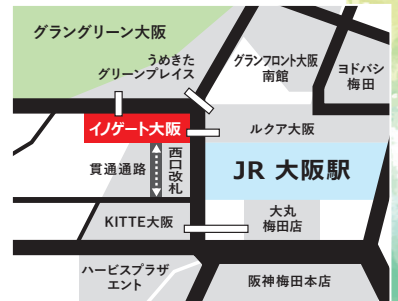 グラングリーン大阪
うめきた
グリーンプレイス
グランフロント大阪
南館
ヨドバシ
梅田
イノゲート大阪
ルクア大阪
貫通通路
西口改札
JR 大阪駅
KITTE大阪
大丸
梅田店
ハービスプラザ
エント
阪神梅田本店